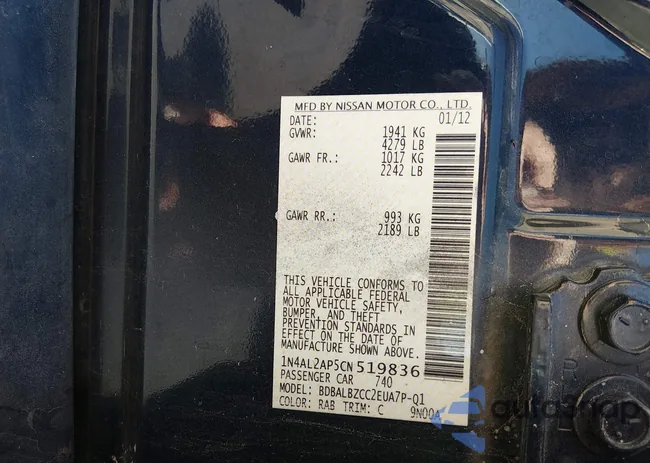 MFD BY NISSAN MOTOR CO., LTD.
DATE: 01/12
GVWR: 1941 KG
4279 LB
GAWR FR.: 1017 KG
2242 LB
GAWR RR.: 993 KG
2189 LB
THIS VEHICLE CONFORMS TO
ALL APPLICABLE FEDERAL
MOTOR VEHICLE SAFETY,
BUMPER, AND THEFT
PREVENTION STANDARDS IN
EFFECT ON THE DATE OF
MANUFACTURE SHOWN ABOVE.
1N4AL2AP5CN 519836
PASSENGER CAR 740
MODEL: BDBALBZCC2EUA7P-Q1
COLOR: RAB TRIM: C 9N00A
auto3nap